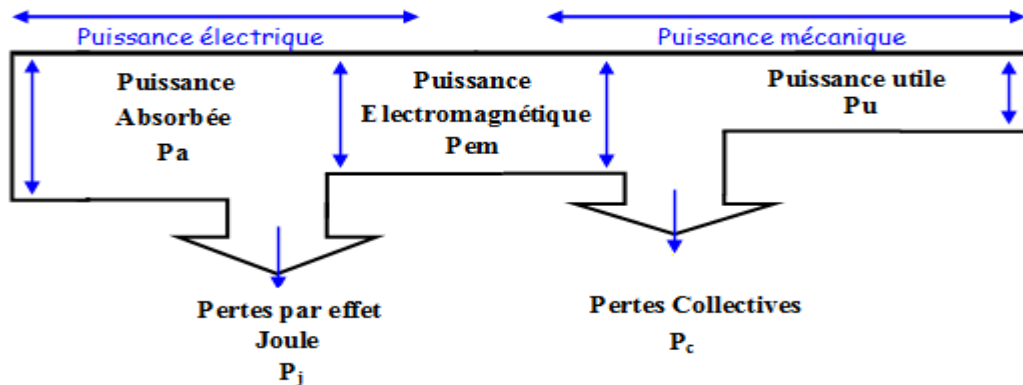 Puissance électrique
Puissance mécanique
Puissance
Absorbée
Pa
Puissance
Electromagnétique
Pem
Puissance utile
Pu
Pertes par effet
Joule
Pj
Pertes Collectives
Pc